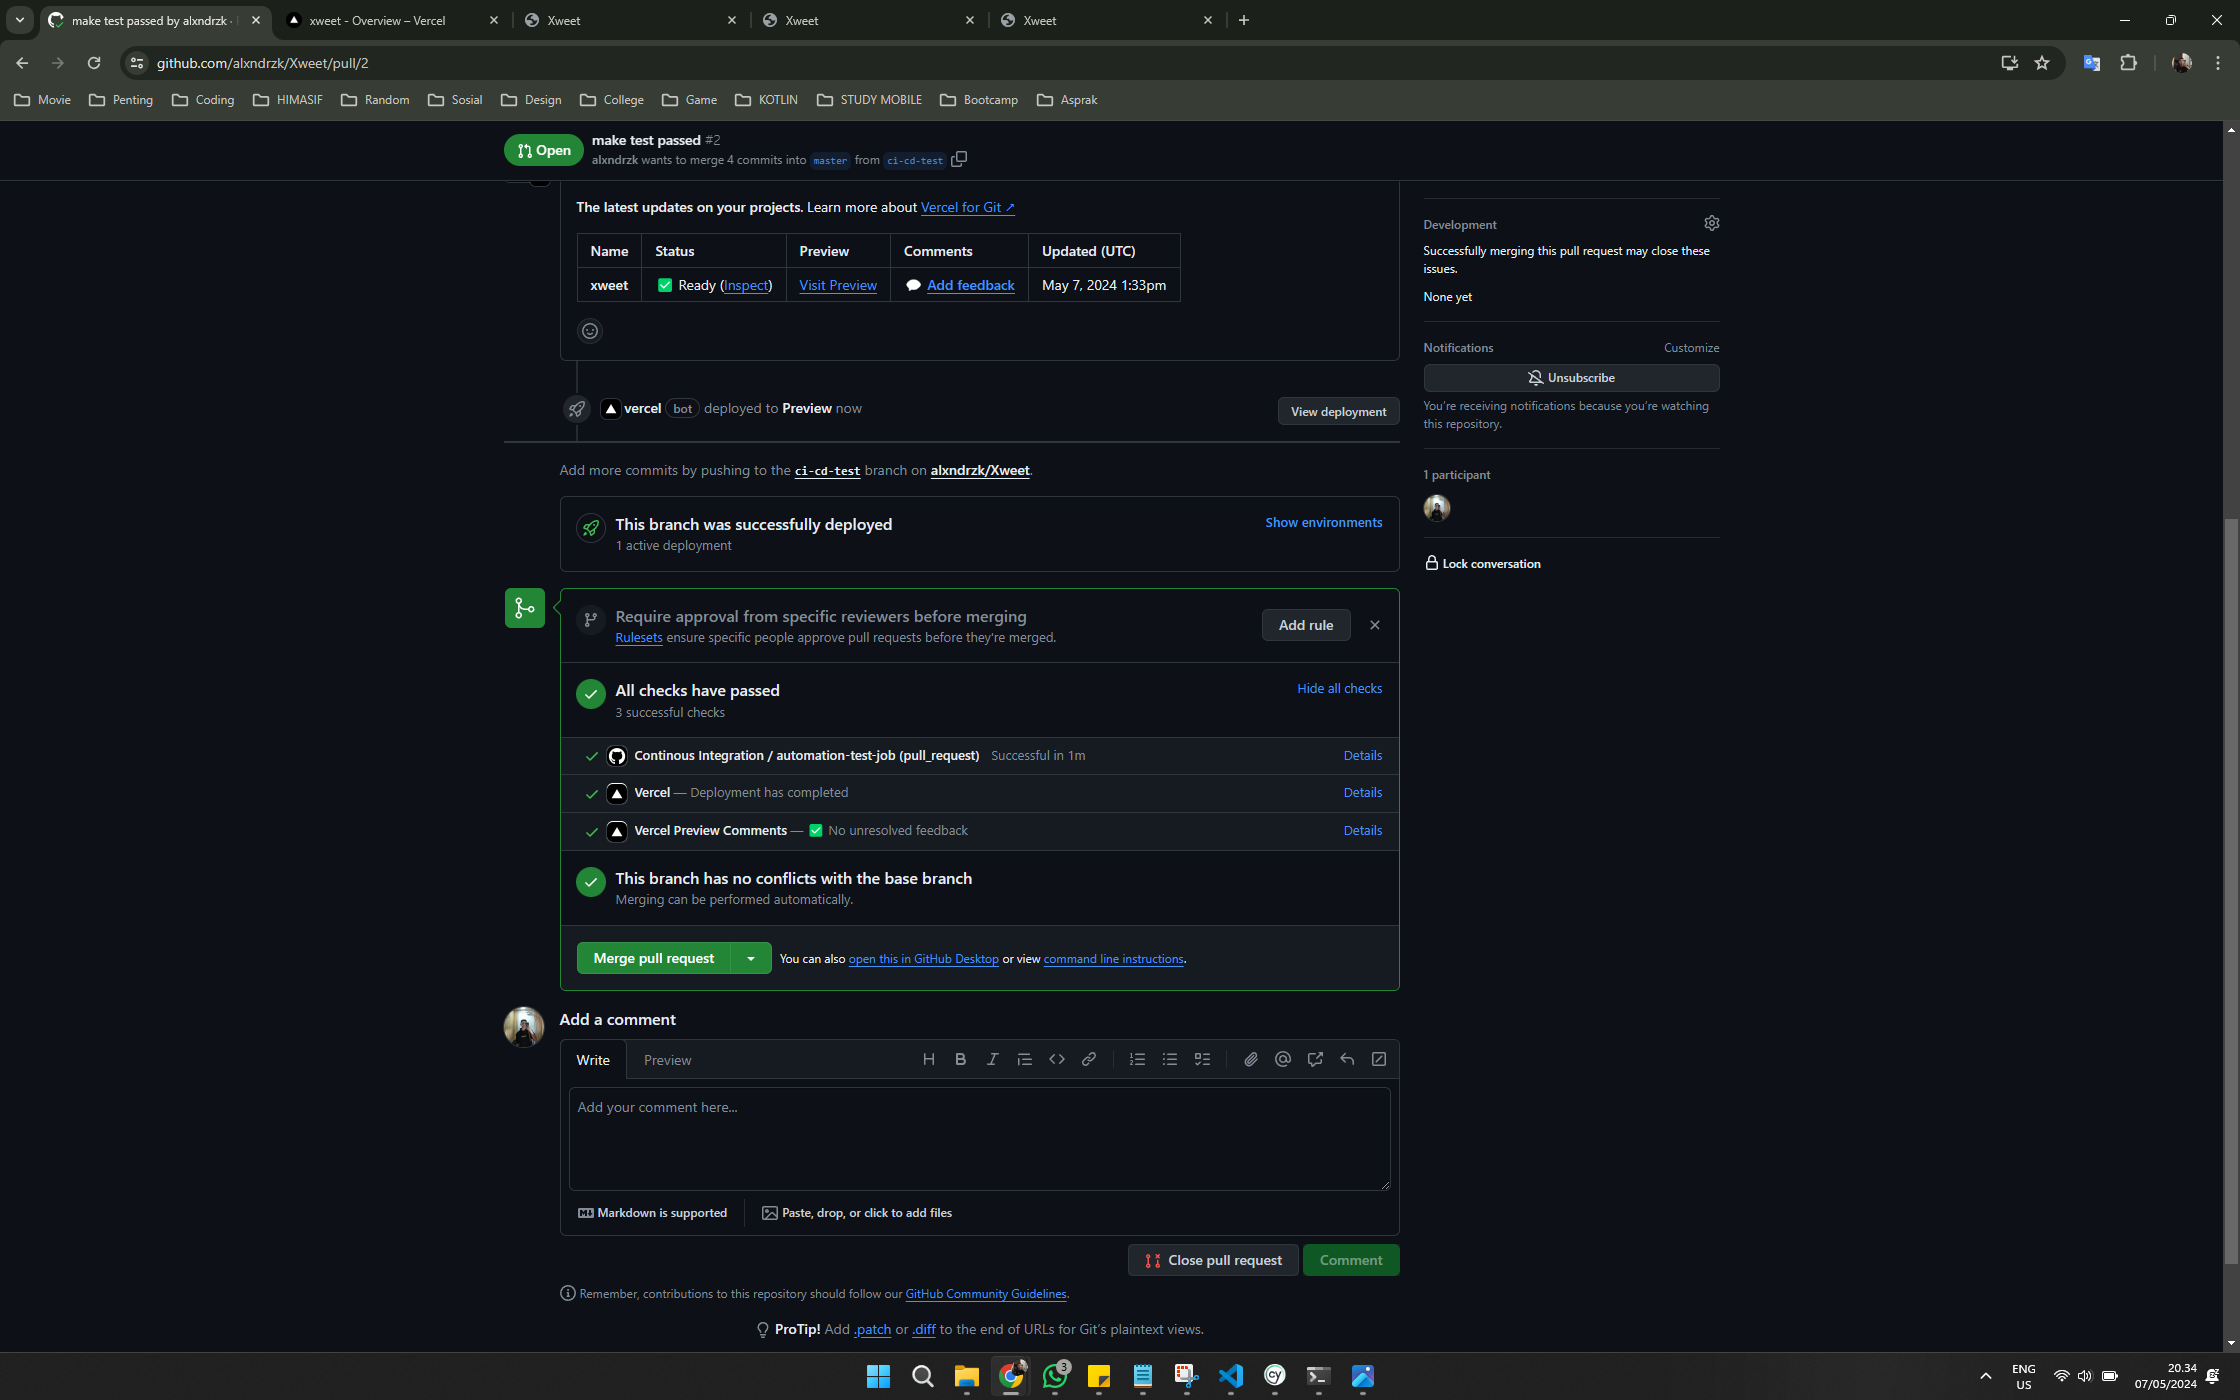 make test passed by alxndrzk ·
xweet - Overview – Vercel
Xweet
Xweet
Xweet
github.com/alxndrzk/Xweet/pull/2
Movie
Penting
Coding
HIMASIF
Random
Sosial
Design
College
Game
KOTLIN
STUDY MOBILE
Bootcamp
Asprak
Open
make test passed #2
alxndrzk wants to merge 4 commits into master from ci-cd-test
The latest updates on your projects. Learn more about Vercel for Git ↗
Name Status Preview Comments Updated (UTC)
xweet ✅ Ready (Inspect) Visit Preview 💬 Add feedback May 7, 2024 1:33pm
vercel bot deployed to Preview now
View deployment
Add more commits by pushing to the ci-cd-test branch on alxndrzk/Xweet.
This branch was successfully deployed
1 active deployment
Show environments
Require approval from specific reviewers before merging
Rulesets ensure specific people approve pull requests before they're merged.
Add rule
All checks have passed
3 successful checks
Hide all checks
Continous Integration / automation-test-job (pull_request) Successful in 1m
Details
Vercel — Deployment has completed
Details
Vercel Preview Comments — ✅ No unresolved feedback
Details
This branch has no conflicts with the base branch
Merging can be performed automatically.
Merge pull request
You can also open this in GitHub Desktop or view command line instructions.
Add a comment
Write
Preview
Add your comment here...
Markdown is supported
Paste, drop, or click to add files
Close pull request
Comment
Remember, contributions to this repository should follow our GitHub Community Guidelines.
ProTip! Add .patch or .diff to the end of URLs for Git's plaintext views.
Development
Successfully merging this pull request may close these
issues.
None yet
Notifications
Customize
Unsubscribe
You're receiving notifications because you're watching
this repository.
1 participant
Lock conversation
3
cy
ENG
US
20.34
07/05/2024